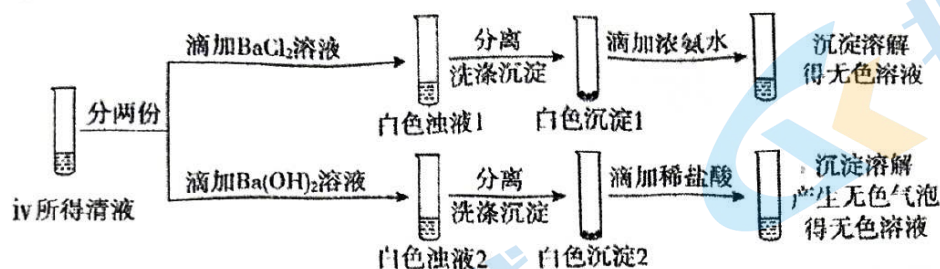 滴加BaCl₂溶液
分离
洗涤沉淀
滴加浓氨水
沉淀溶解
得无色溶液
分两份
白色浊液1
白色沉淀1
iv所得清液
滴加Ba(OH)₂溶液
分离
洗涤沉淀
滴加稀盐酸
沉淀溶解
产生无色气泡
得无色溶液
白色浊液2
白色沉淀2